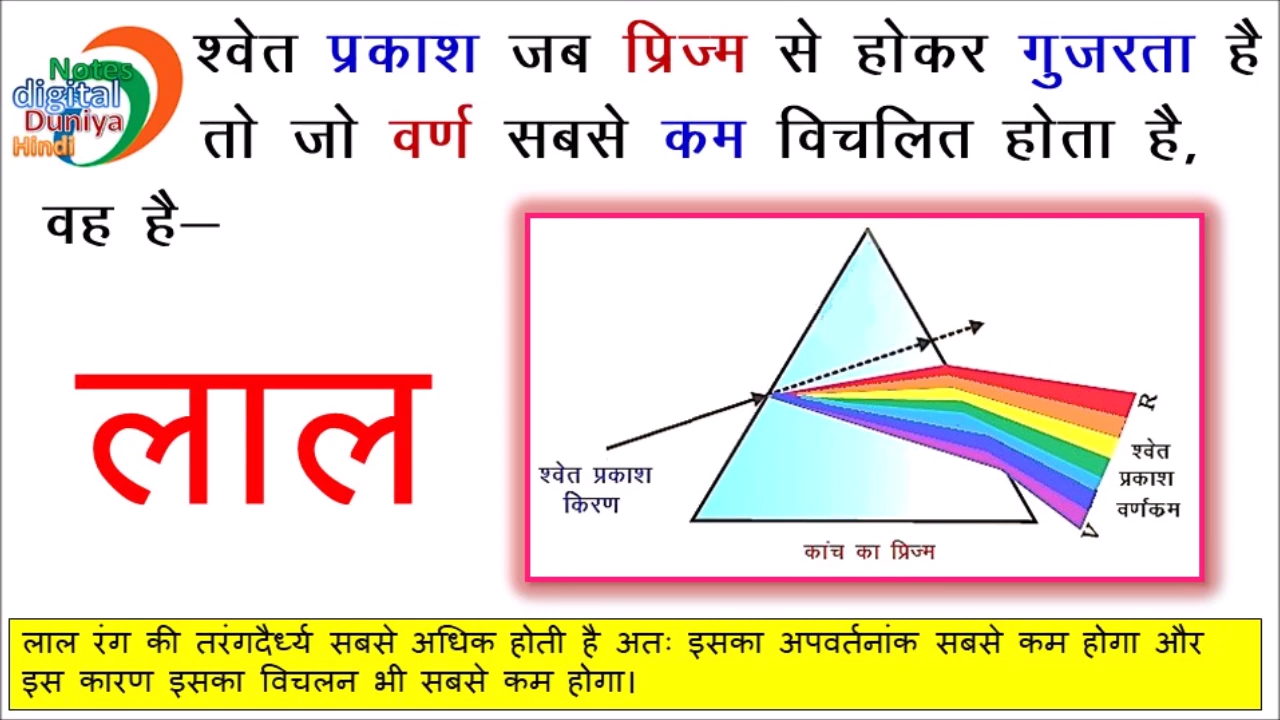 Notes
digital
Duniya
Hindi
श्वेत प्रकाश जब प्रिज्म से होकर गुजरता है
तो जो वर्ण सबसे कम विचलित होता है,
वह है–
लाल
R
श्वेत प्रकाश
किरण
श्वेत
प्रकाश
वर्णक्रम
V
कांच का प्रिज्म
लाल रंग की तरंगदैर्ध्य सबसे अधिक होती है अतः इसका अपवर्तनांक सबसे कम होगा और
इस कारण इसका विचलन भी सबसे कम होगा।